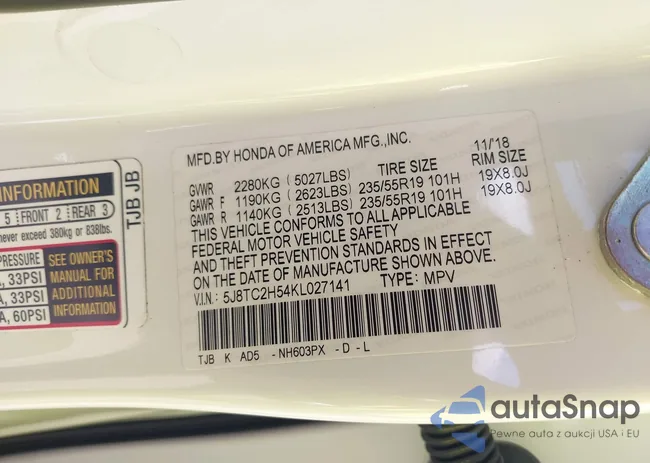 MFD.BY HONDA OF AMERICA MFG.,INC. 11/'18
GVWR 2280KG (5027LBS) TIRE SIZE RIM SIZE
GAWR F 1190KG (2623LBS) 235/55R19 101H 19X8.0J
GAWR R 1140KG (2513LBS) 235/55R19 101H 19X8.0J
THIS VEHICLE CONFORMS TO ALL APPLICABLE
FEDERAL MOTOR VEHICLE SAFETY
AND THEFT PREVENTION STANDARDS IN EFFECT
ON THE DATE OF MANUFACTURE SHOWN ABOVE.
V.I.N.: 5J8TC2H54KL027141 TYPE: MPV
TJB K AD5 -NH603PX -D-L
INFORMATION
5 FRONT 2 REAR 3
never exceed 380kg or 838lbs.
PRESSURE
, 33PSI
, 33PSI
, 60PSI
SEE OWNER'S
MANUAL FOR
ADDITIONAL
INFORMATION
TJB JB
autaSnap
Pewne auta z aukcji USA i EU